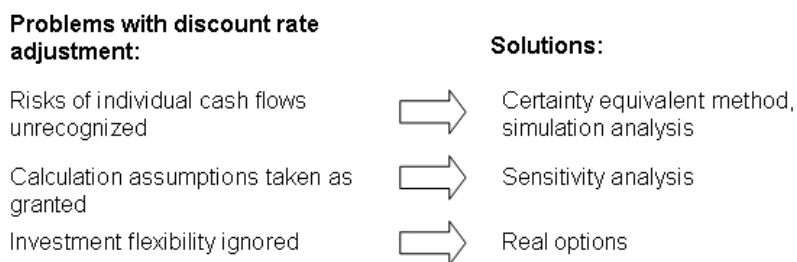 Problems with discount rate
adjustment:
Solutions:
Risks of individual cash flows
unrecognized
Certainty equivalent method,
simulation analysis
Calculation assumptions taken as
granted
Sensitivity analysis
Investment flexibility ignored
Real options